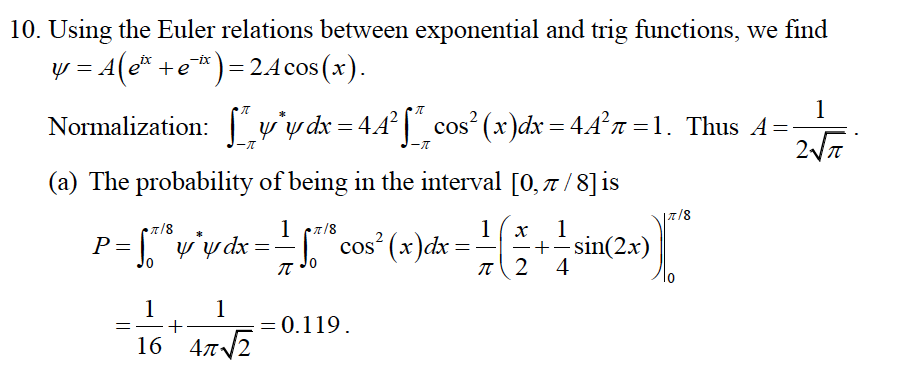 10. Using the Euler relations between exponential and trig functions, we find
ψ = A(e^{ix} + e^{-ix}) = 2A cos(x).
Normalization: ∫_{-π}^{π} ψ*ψ dx = 4A² ∫_{-π}^{π} cos²(x)dx = 4A²π = 1. Thus A = 1/(2√π).
(a) The probability of being in the interval [0, π/8] is
P = ∫_0^{π/8} ψ*ψ dx = (1/π) ∫_0^{π/8} cos²(x)dx = (1/π)(x/2 + (1/4) sin(2x))|_0^{π/8}
= 1/16 + 1/(4π√2) = 0.119.